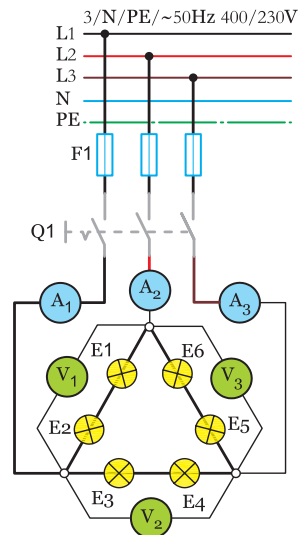 3/N/PE/~50Hz 400/230V
L1
L2
L3
N
PE
F1
Q1
A1
A2
A3
E1
E6
V1
V3
E2
E5
E3
E4
V2